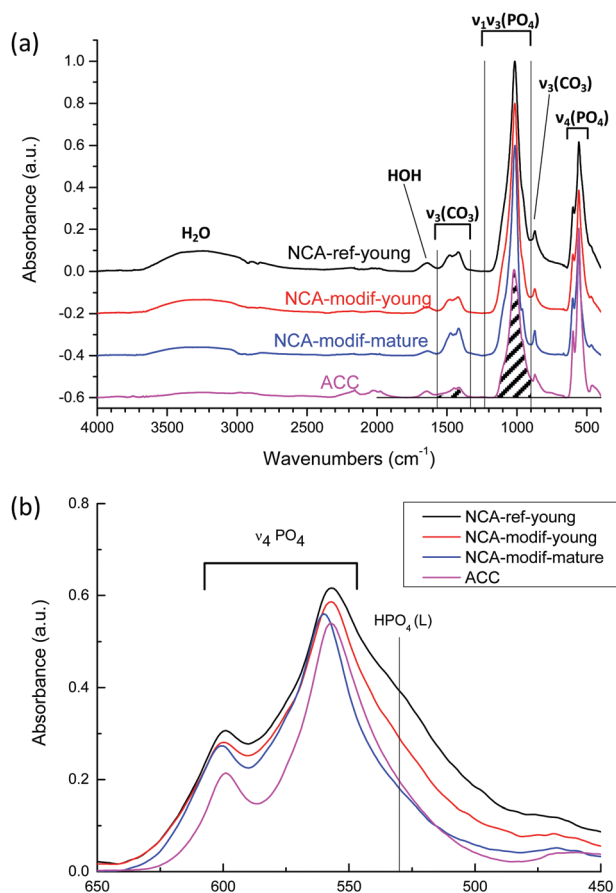 (a)
ν₁ν₃(PO₄)
ν₃(CO₃)
ν₄(PO₄)
HOH
ν₃(CO₃)
H₂O
NCA-ref-young
NCA-modif-young
NCA-modif-mature
ACC
Absorbance (a.u.)
1.0
0.8
0.6
0.4
0.2
0.0
-0.2
-0.4
-0.6
4000 3500 3000 2500 2000 1500 1000 500
Wavenumbers (cm⁻¹)
(b)
NCA-ref-young
NCA-modif-young
NCA-modif-mature
ACC
ν₄ PO₄
HPO₄ (L)
Absorbance (a.u.)
0.8
0.6
0.4
0.2
0.0
650 600 550 500 450